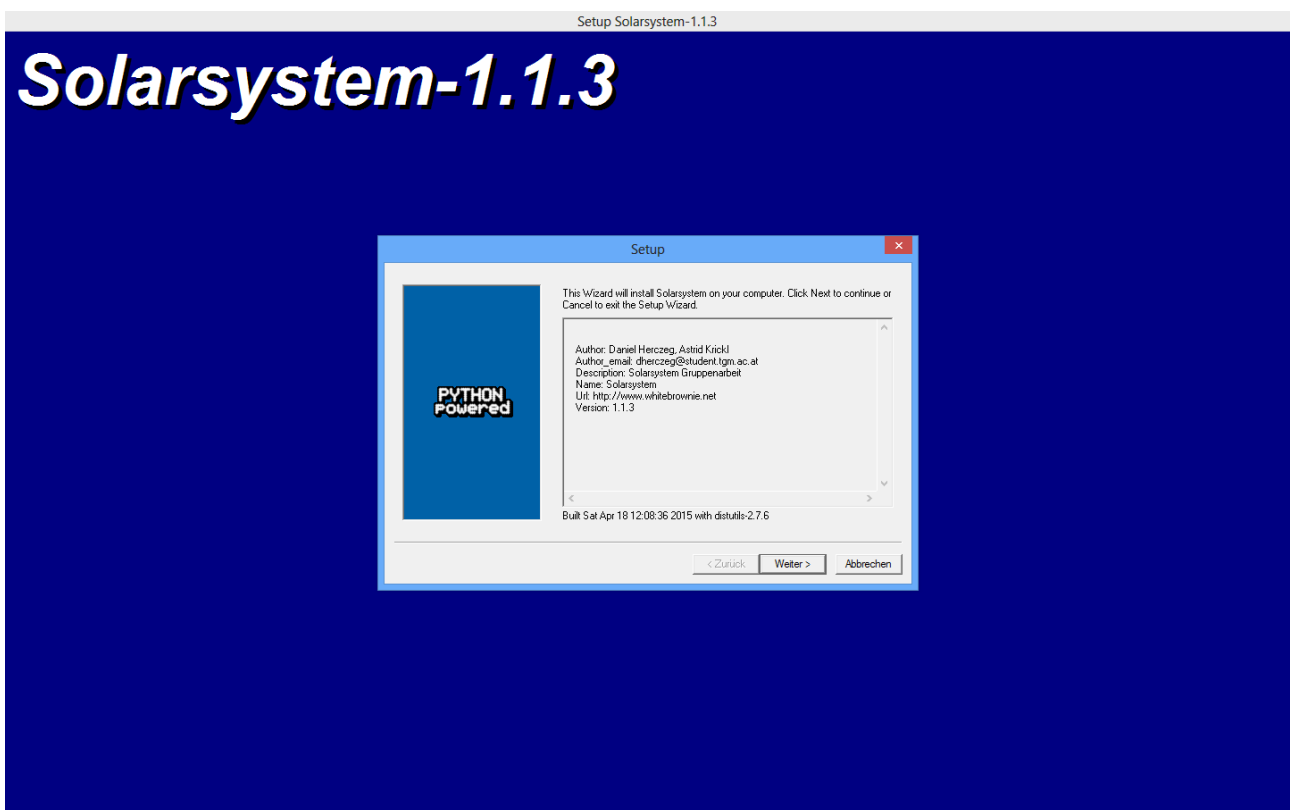 Setup Solarsystem-1.1.3
Solarsystem-1.1.3
Setup
This Wizard will install Solarsystem on your computer. Click Next to continue or
Cancel to exit the Setup Wizard.
Author: Daniel Herczeg, Astrid Krickl
Author_email: dherczeg@student.tgm.ac.at
Description: Solarsystem Gruppenarbeit
Name: Solarsystem
Url: http://www.whitebrownie.net
Version: 1.1.3
PYTHON
powered
Built Sat Apr 18 12:08:36 2015 with distutils-2.7.6
< Zurück Weiter > Abbrechen